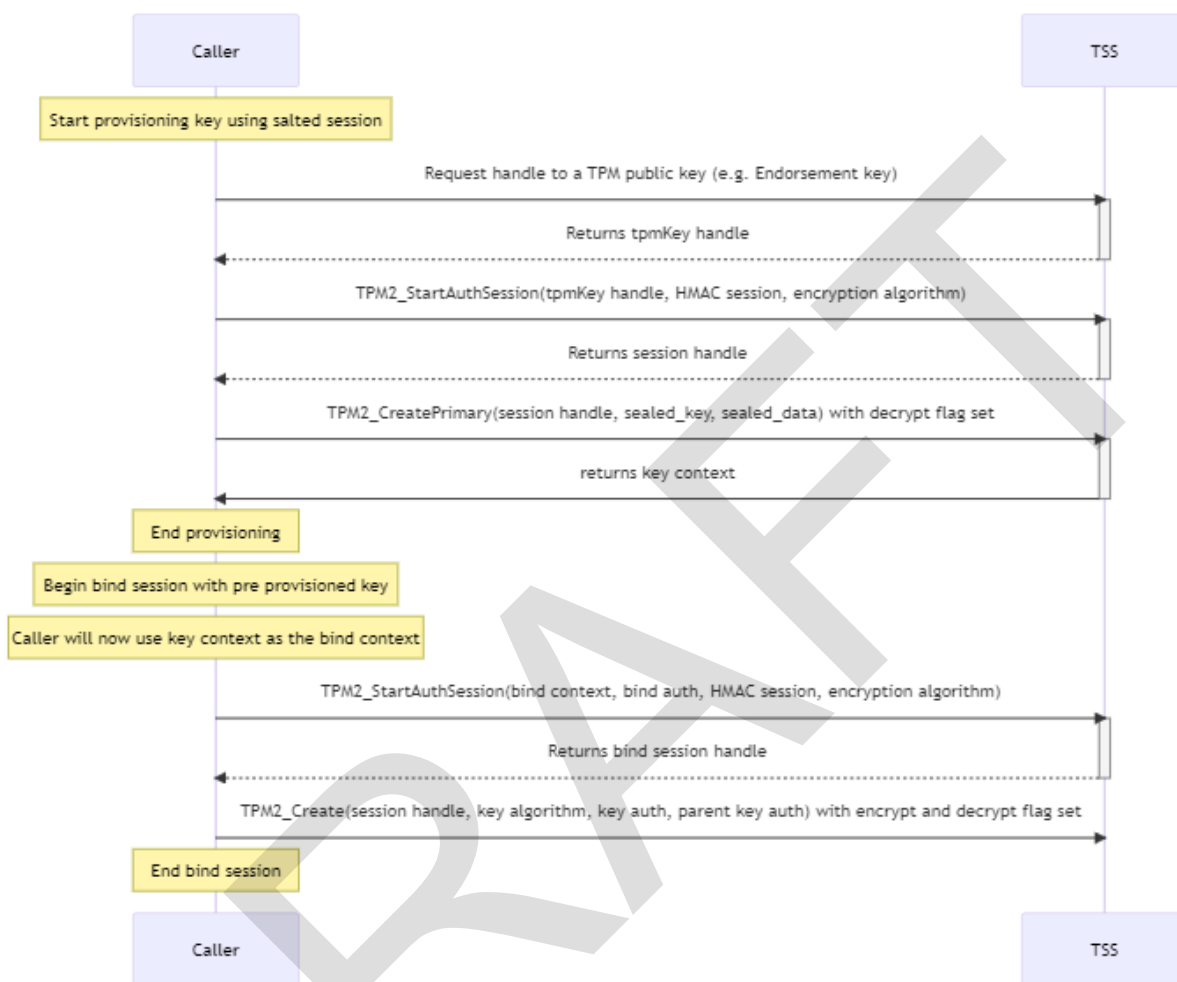 Caller
TSS
Start provisioning key using salted session
Request handle to a TPM public key (e.g. Endorsement key)
Returns tpmKey handle
TPM2_StartAuthSession(tpmKey handle, HMAC session, encryption algorithm)
Returns session handle
TPM2_CreatePrimary(session handle, sealed_key, sealed_data) with decrypt flag set
returns key context
End provisioning
Begin bind session with pre provisioned key
Caller will now use key context as the bind context
TPM2_StartAuthSession(bind context, bind auth, HMAC session, encryption algorithm)
Returns bind session handle
TPM2_Create(session handle, key algorithm, key auth, parent key auth) with encrypt and decrypt flag set
End bind session
Caller
TSS
RAFT